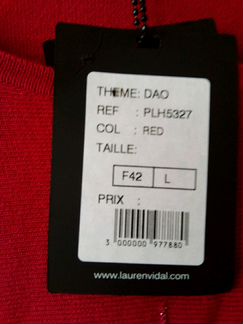 THEME: DAO
REF : PLH5327
COL : RED
TAILLE:
F42 L
PRIX :
3 000000 977880
www.laurenvidal.com